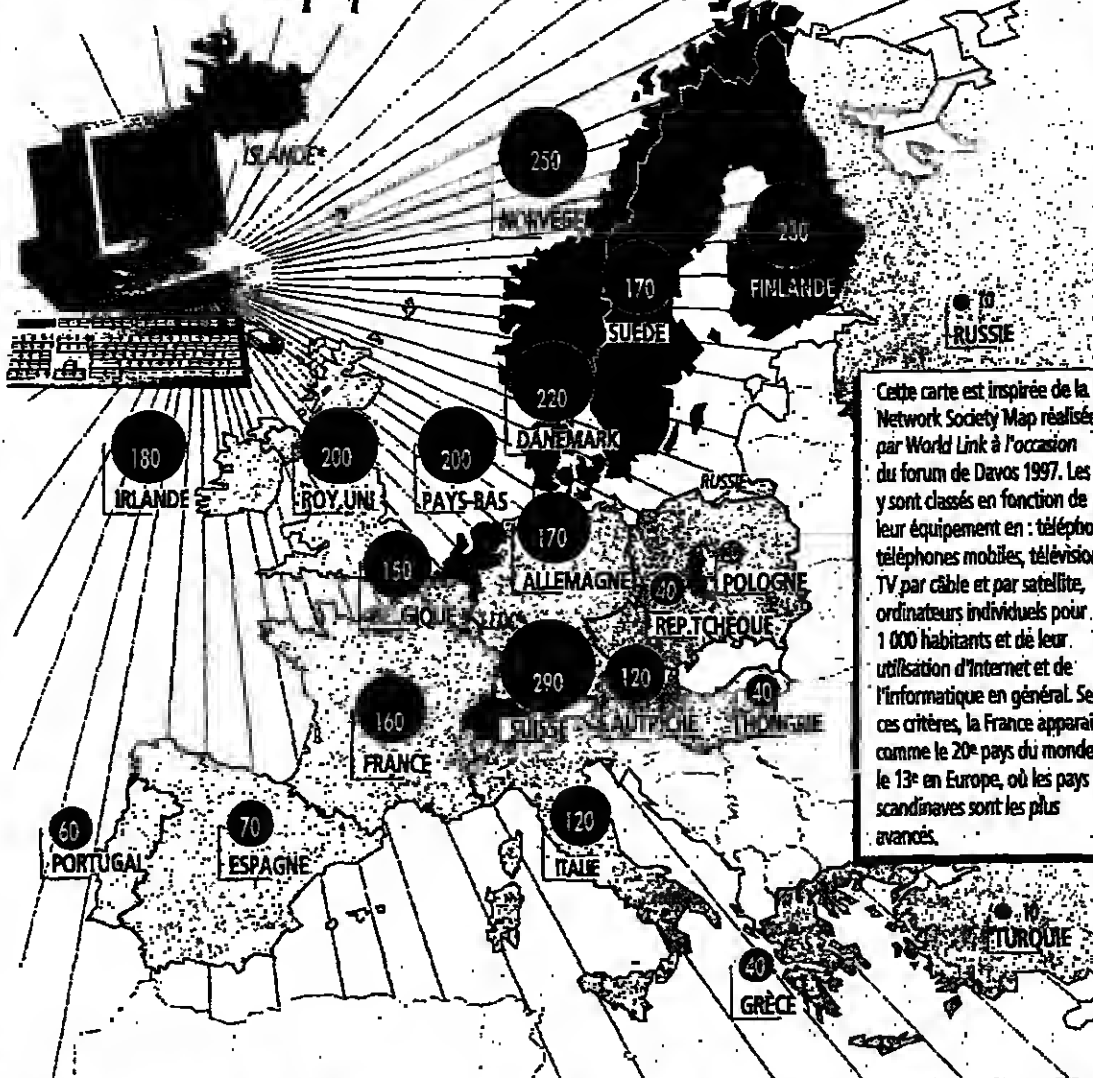 ISLANDE*
250
NORVÈGE
230
FINLANDE
170
SUÈDE
10
RUSSIE
220
DANEMARK
180
IRLANDE
200
ROY.UNI
200
PAYS-BAS
RUSSIE
170
ALLEMAGNE
150
GIQUE
40
POLOGNE
REP.TCHEQUE
290
SUISSE
120
AUTRICHE
40
HONGRIE
160
FRANCE
60
PORTUGAL
70
ESPAGNE
120
ITALIE
40
GRÈCE
10
TURQUIE
Cette carte est inspirée de la
Network Society Map réalisée
par World Link à l'occasion
du forum de Davos 1997. Les
y sont classés en fonction de
leur équipement en : télépho
téléphones mobiles, télévision
TV par câble et par satellite,
ordinateurs individuels pour
1 000 habitants et de leur
utilisation d'Internet et de
l'informatique en général. Se
ces critères, la France apparaî
comme le 20e pays du monde
le 13e en Europe, où les pays
scandinaves sont les plus
avancés.